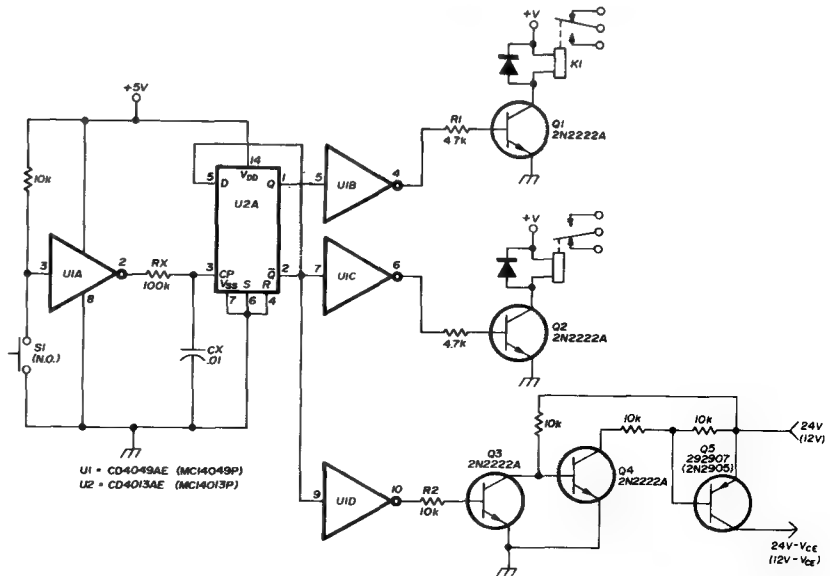 +5V
10k
3
U1A
2
8
RX
100k
S1
(N.O.)
CX
.01
14
VDD
5
D
Q
1
U2A
3
CP
Q̅
2
VSS
S
R
7
6
4
5
U1B
4
R1
4.7k
+V
K1
Q1
2N2222A
7
U1C
6
4.7k
+V
Q2
2N2222A
9
U1D
10
R2
10k
Q3
2N2222A
10k
Q4
2N2222A
10k
10k
Q5
292907
(2N2905)
24V
(12V)
24V-VCE
(12V-VCE)
U1 = CD4049AE (MC14049P)
U2 = CD4013AE (MC14013P)